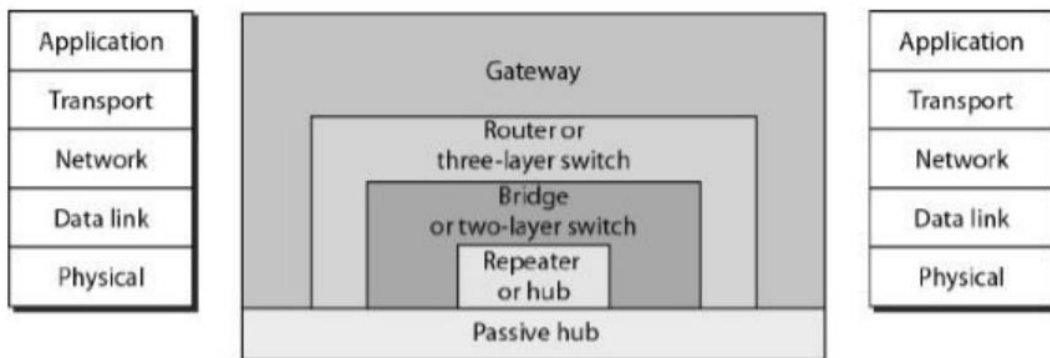 Application
Transport
Network
Data link
Physical
Gateway
Router or
three-layer switch
Bridge
or two-layer switch
Repeater
or hub
Passive hub
Application
Transport
Network
Data link
Physical